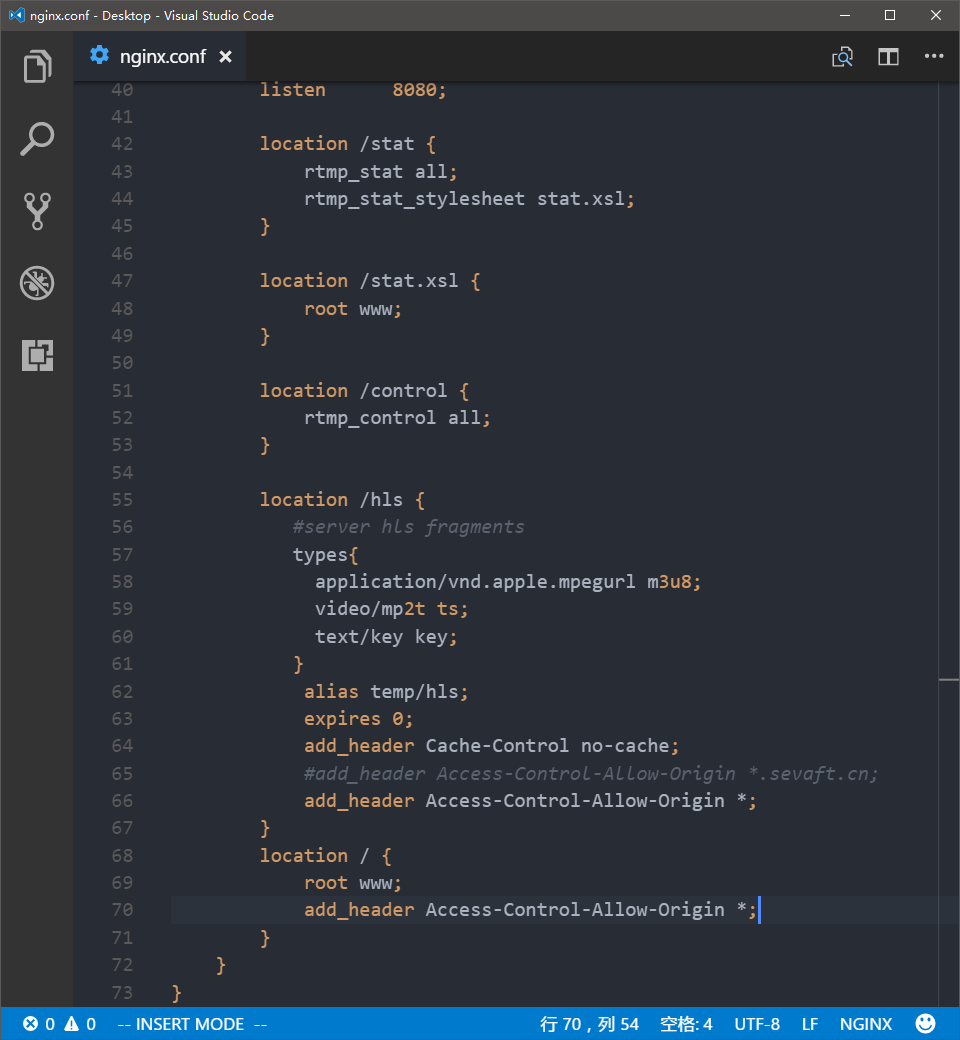 nginx.conf - Desktop - Visual Studio Code
nginx.conf
40 listen 8080;
41
42 location /stat {
43 rtmp_stat all;
44 rtmp_stat_stylesheet stat.xsl;
45 }
46
47 location /stat.xsl {
48 root www;
49 }
50
51 location /control {
52 rtmp_control all;
53 }
54
55 location /hls {
56 #server hls fragments
57 types{
58 application/vnd.apple.mpegurl m3u8;
59 video/mp2t ts;
60 text/key key;
61 }
62 alias temp/hls;
63 expires 0;
64 add_header Cache-Control no-cache;
65 #add_header Access-Control-Allow-Origin *.sevaft.cn;
66 add_header Access-Control-Allow-Origin *;
67 }
68 location / {
69 root www;
70 add_header Access-Control-Allow-Origin *;
71 }
72 }
73 }
0 0 -- INSERT MODE -- 行 70，列 54 空格: 4 UTF-8 LF NGINX